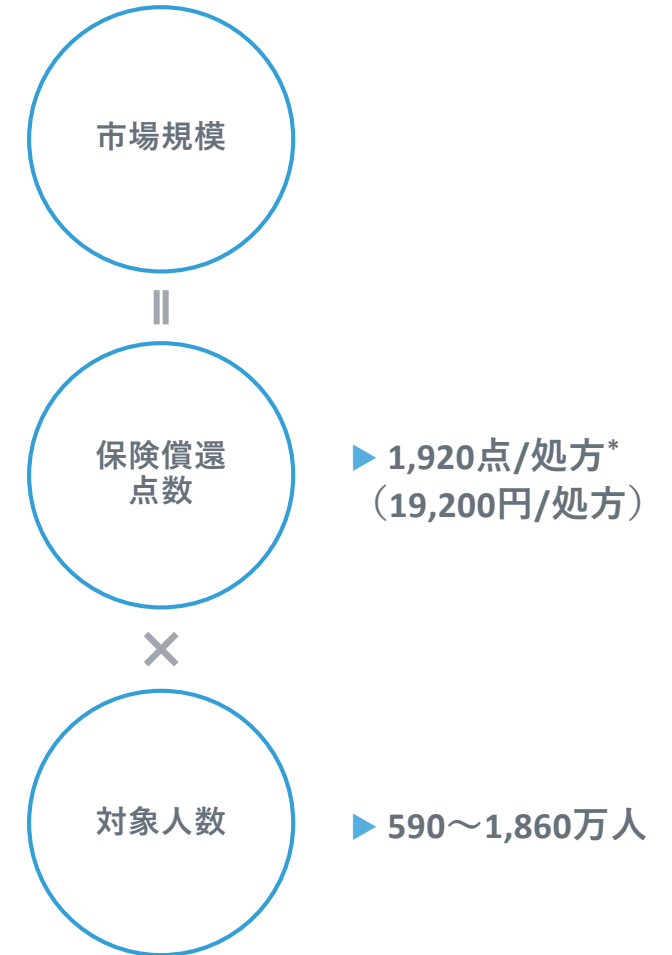 市場規模
=
保険償還
点数
▶ 1,920点/処方*
（19,200円/処方）
×
対象人数
▶ 590～1,860万人